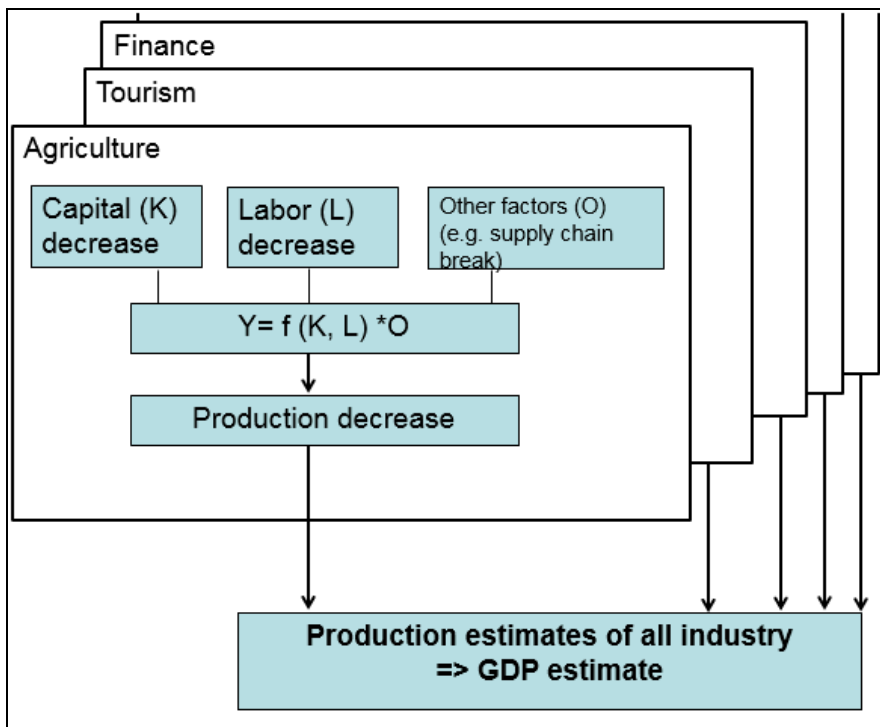 Finance
Tourism
Agriculture
Capital (K)
decrease
Labor (L)
decrease
Other factors (O)
(e.g. supply chain
break)
Y= f (K, L) *O
Production decrease
Production estimates of all industry
=> GDP estimate